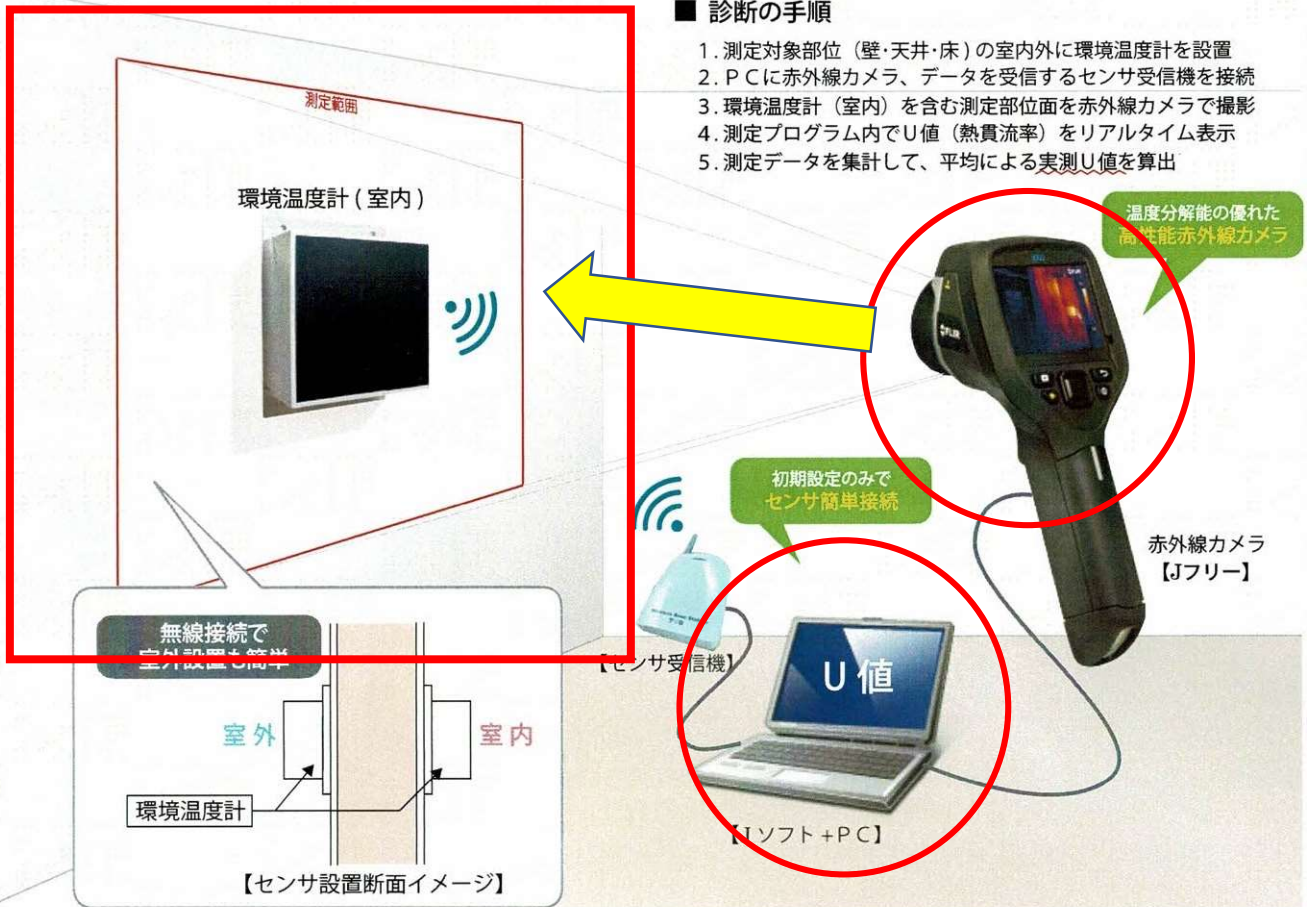 ■ 診断の手順
1. 測定対象部位（壁・天井・床）の室内外に環境温度計を設置
2. ＰＣに赤外線カメラ、データを受信するセンサ受信機を接続
3. 環境温度計（室内）を含む測定部位面を赤外線カメラで撮影
4. 測定プログラム内でＵ値（熱貫流率）をリアルタイム表示
5. 測定データを集計して、平均による実測Ｕ値を算出
測定範囲
環境温度計 ( 室内 )
温度分解能の優れた
高性能赤外線カメラ
FLIR
初期設定のみで
センサ簡単接続
赤外線カメラ
【Jフリー】
無線接続で
室外設置も簡単
【センサ受信機】
U 値
室外
室内
環境温度計
【Jソフト +ＰＣ】
【センサ設置断面イメージ】